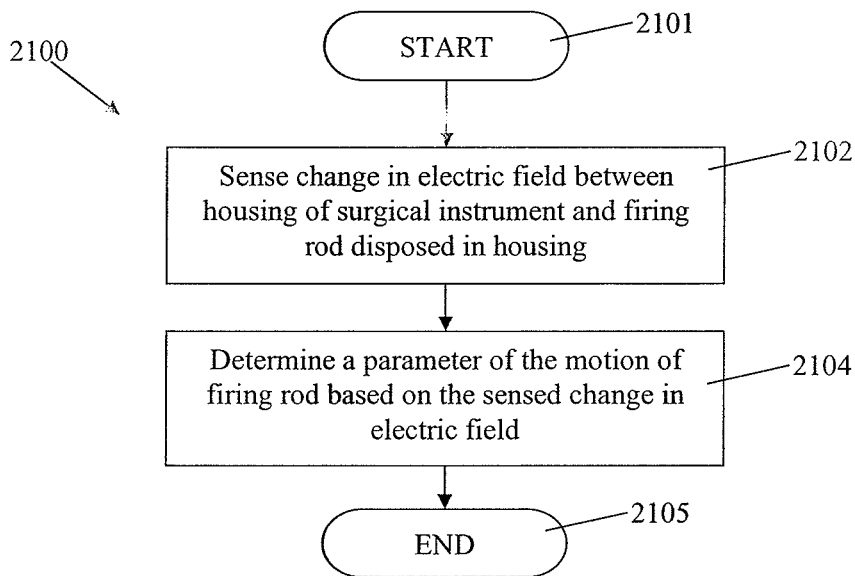 2100
START
2101
Sense change in electric field between
housing of surgical instrument and firing
rod disposed in housing
2102
Determine a parameter of the motion of
firing rod based on the sensed change in
electric field
2104
END
2105